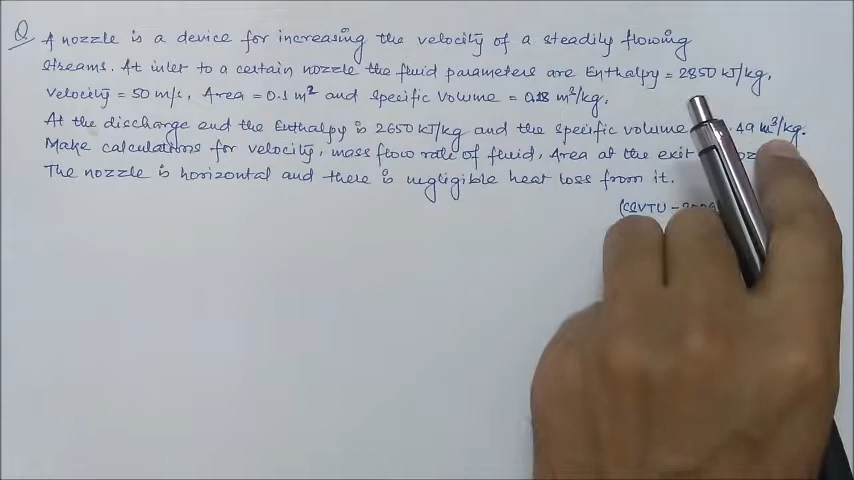 Q A nozzle is a device for increasing the velocity of a steadily flowing
streams. At inlet to a certain nozzle the fluid parameters are Enthalpy = 2850 kJ/kg,
Velocity = 50 m/s, Area = 0.1 m² and specific volume = 0.18 m³/kg.
At the discharge end the Enthalpy is 2650 kJ/kg and the specific volume .49 m³/kg.
Make calculations for velocity, mass flow rate of fluid, Area at the exit
The nozzle is horizontal and there is negligible heat loss from it.
(CSVTU -